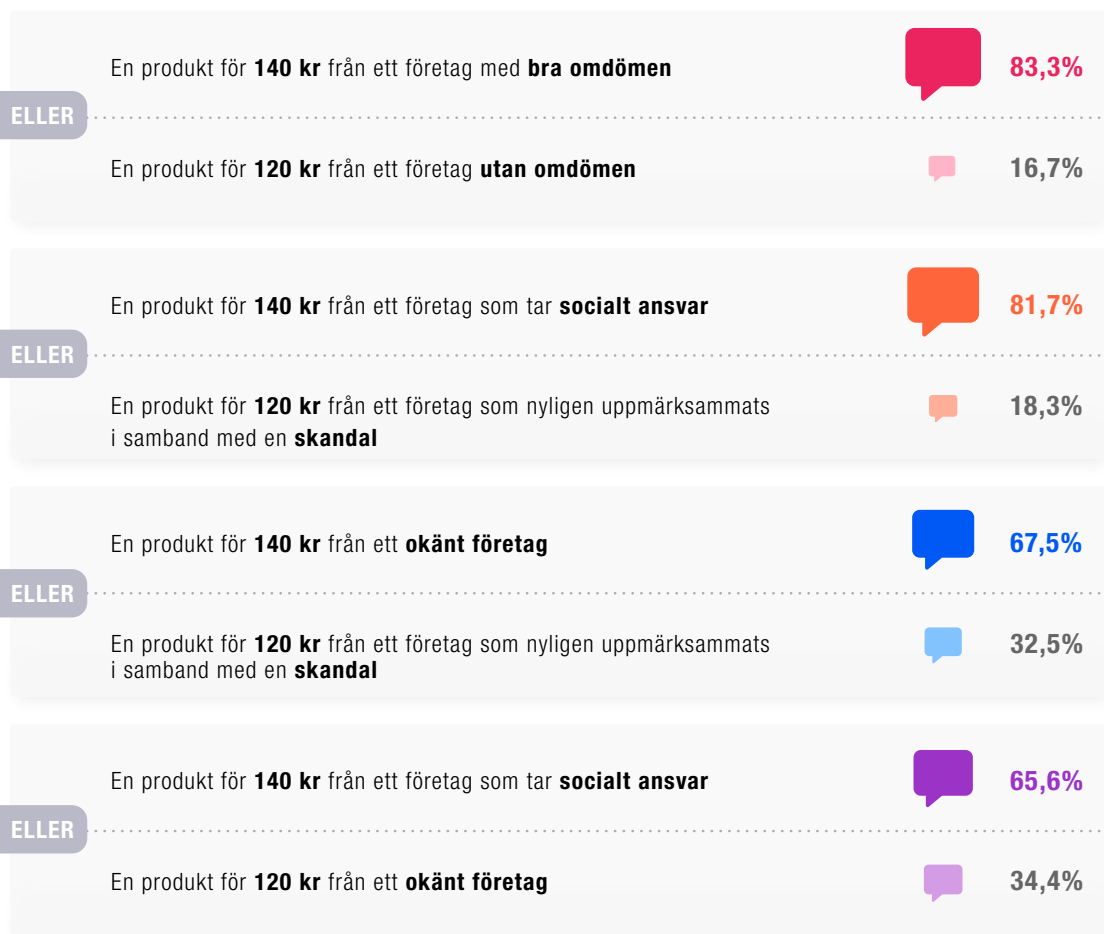 En produkt för 140 kr från ett företag med bra omdömen 83,3%
ELLER
En produkt för 120 kr från ett företag utan omdömen 16,7%
En produkt för 140 kr från ett företag som tar socialt ansvar 81,7%
ELLER
En produkt för 120 kr från ett företag som nyligen uppmärksammats 18,3%
i samband med en skandal
En produkt för 140 kr från ett okänt företag 67,5%
ELLER
En produkt för 120 kr från ett företag som nyligen uppmärksammats 32,5%
i samband med en skandal
En produkt för 140 kr från ett företag som tar socialt ansvar 65,6%
ELLER
En produkt för 120 kr från ett okänt företag 34,4%